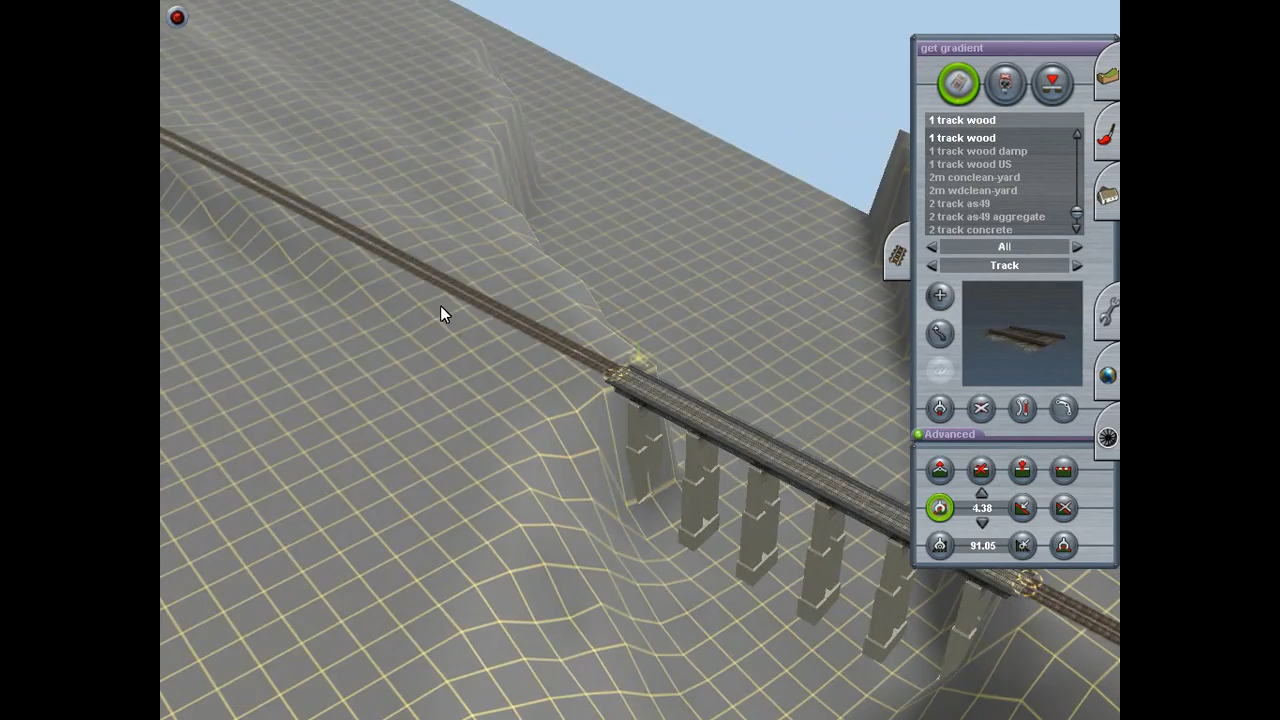 get gradient
1 track wood
1 track wood
1 track wood damp
1 track wood US
2m conclean-yard
2m wdclean-yard
2 track as49
2 track as49 aggregate
2 track concrete
All
Track
Advanced
4.38
91.05